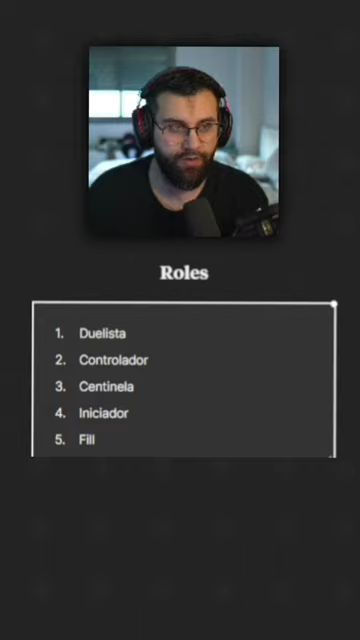 Roles
1. Duelista
2. Controlador
3. Centinela
4. Iniciador
5. Fill